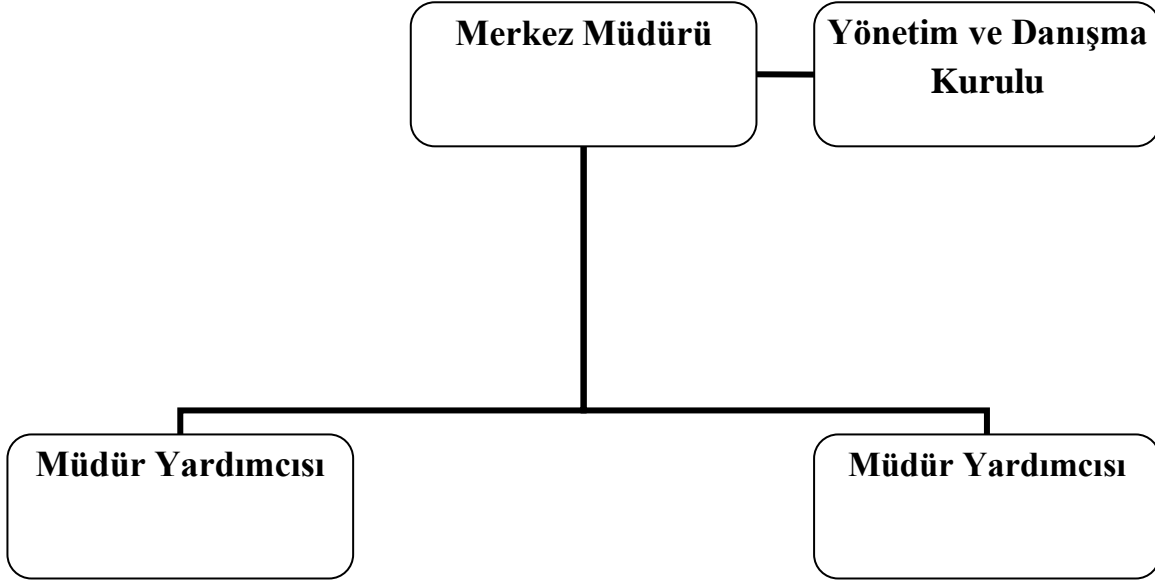 Merkez Müdürü
Yönetim ve Danışma
Kurulu
Müdür Yardımcısı
Müdür Yardımcısı